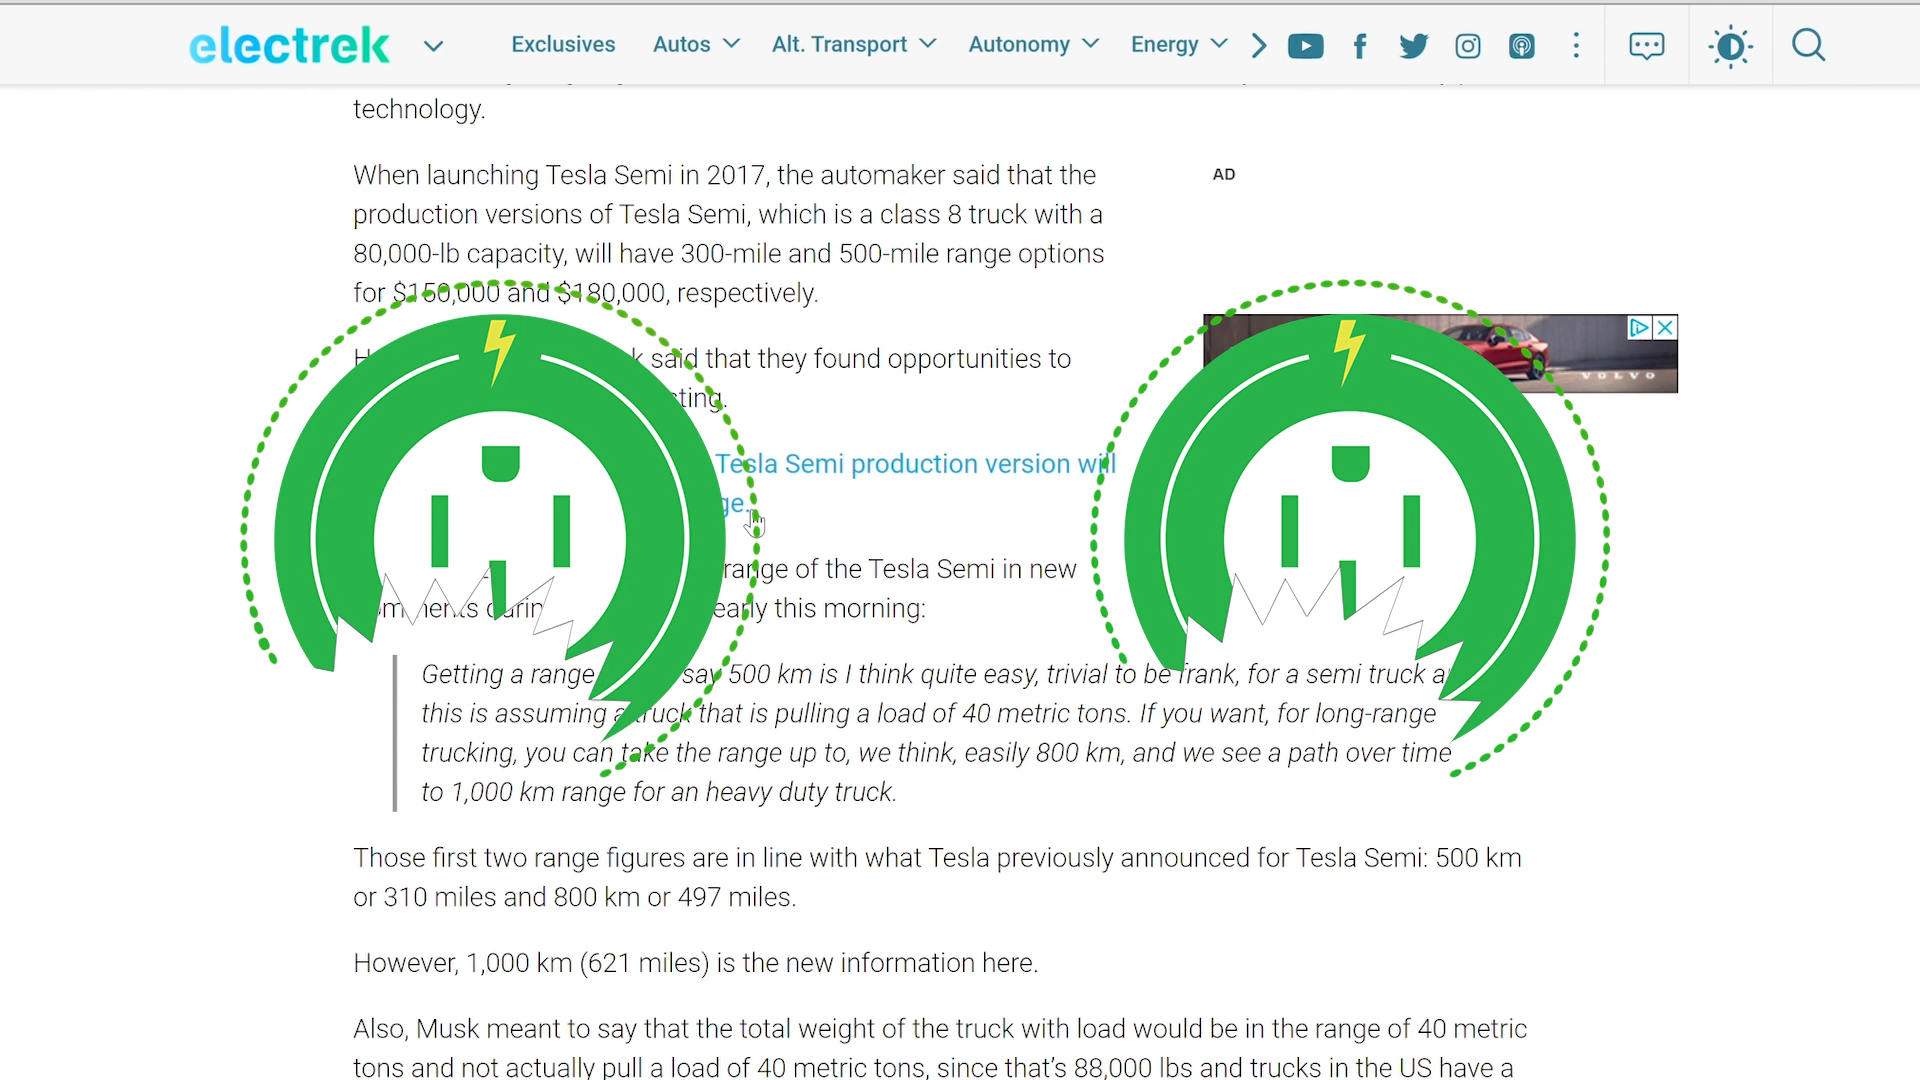 electrek
Exclusives Autos Alt. Transport Autonomy Energy
technology.
When launching Tesla Semi in 2017, the automaker said that the
production versions of Tesla Semi, which is a class 8 truck with a
80,000-lb capacity, will have 300-mile and 500-mile range options
for $150,000 and $180,000, respectively.
AD
said that they found opportunities to
VOLVO
Tesla Semi production version will
range of the Tesla Semi in new
early this morning:
Getting a range say 500 km is I think quite easy, trivial to be frank, for a semi truck
this is assuming a truck that is pulling a load of 40 metric tons. If you want, for long-range
trucking, you can take the range up to, we think, easily 800 km, and we see a path over time
to 1,000 km range for an heavy duty truck.
Those first two range figures are in line with what Tesla previously announced for Tesla Semi: 500 km
or 310 miles and 800 km or 497 miles.
However, 1,000 km (621 miles) is the new information here.
Also, Musk meant to say that the total weight of the truck with load would be in the range of 40 metric
tons and not actually pull a load of 40 metric tons, since that's 88,000 lbs and trucks in the US have a